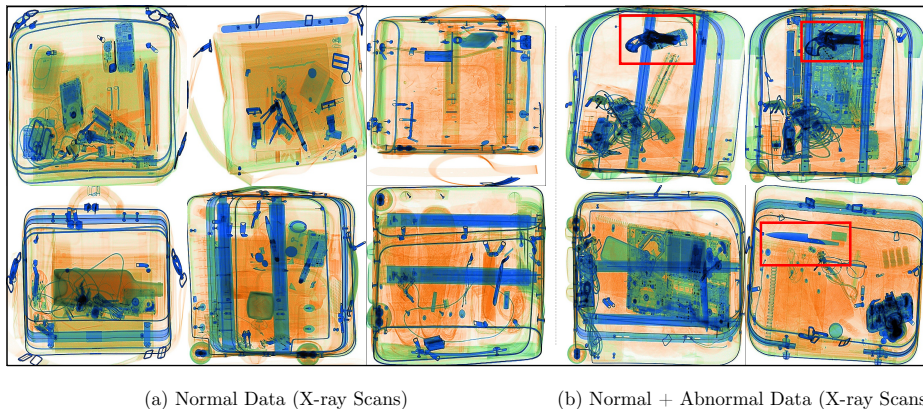 (a) Normal Data (X-ray Scans)
(b) Normal + Abnormal Data (X-ray Scans